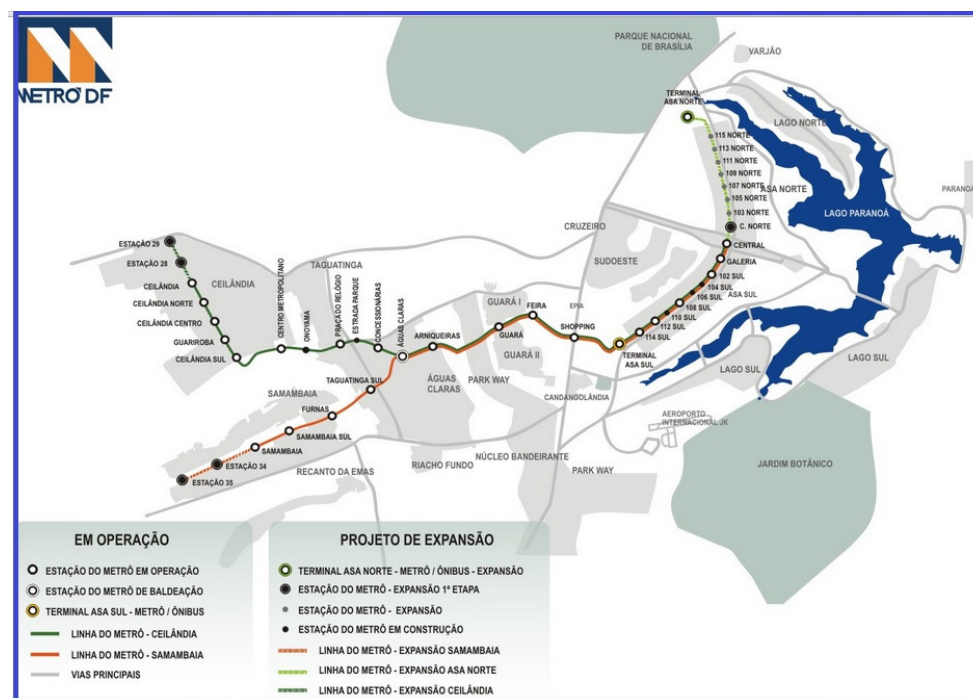 METRÔ DF
PARQUE NACIONAL
DE BRASÍLIA
VARJÃO
TERMINAL
ASA NORTE
LAGO NORTE
115 NORTE
113 NORTE
111 NORTE
109 NORTE
107 NORTE
ASA NORTE
105 NORTE
103 NORTE
PARANOÁ
LAGO PARANOÁ
C. NORTE
CRUZEIRO
CENTRAL
ESTAÇÃO 29
SUDOESTE
GALERIA
ESTAÇÃO 28
TAGUATINGA
102 SUL
CEILÂNDIA
CEILÂNDIA
104 SUL
ASA SUL
106 SUL
CEILÂNDIA NORTE
GUARÁ I
FEIRA
EPIA
108 SUL
110 SUL
CEILÂNDIA CENTRO
CENTRO METROPOLITANO
ONOYAMA
PRAÇA DO RELÓGIO
ESTRADA PARQUE
CONCESSIONÁRIAS
ÁGUAS CLARAS
ARNIQUEIRAS
GUARÁ
SHOPPING
112 SUL
114 SUL
GUARIROBA
CEILÂNDIA SUL
GUARÁ II
TERMINAL
ASA SUL
LAGO SUL
LAGO SUL
TAGUATINGA SUL
ÁGUAS
CLARAS
PARK WAY
CANDANGOLÂNDIA
SAMAMBAIA
FURNAS
AEROPORTO
INTERNACIONAL JK
SAMAMBAIA SUL
SAMAMBAIA
NÚCLEO BANDEIRANTE
ESTAÇÃO 34
RECANTO DA EMAS
RIACHO FUNDO
PARK WAY
JARDIM BOTÂNICO
ESTAÇÃO 35
EM OPERAÇÃO
ESTAÇÃO DO METRÔ EM OPERAÇÃO
ESTAÇÃO DO METRÔ DE BALDEAÇÃO
TERMINAL ASA SUL - METRÔ / ÔNIBUS
LINHA DO METRÔ - CEILÂNDIA
LINHA DO METRÔ - SAMAMBAIA
VIAS PRINCIPAIS
PROJETO DE EXPANSÃO
TERMINAL ASA NORTE - METRÔ / ÔNIBUS - EXPANSÃO
ESTAÇÃO DO METRÔ - EXPANSÃO 1ª ETAPA
ESTAÇÃO DO METRÔ - EXPANSÃO
ESTAÇÃO DO METRÔ EM CONSTRUÇÃO
LINHA DO METRÔ - EXPANSÃO SAMAMBAIA
LINHA DO METRÔ - EXPANSÃO ASA NORTE
LINHA DO METRÔ - EXPANSÃO CEILÂNDIA